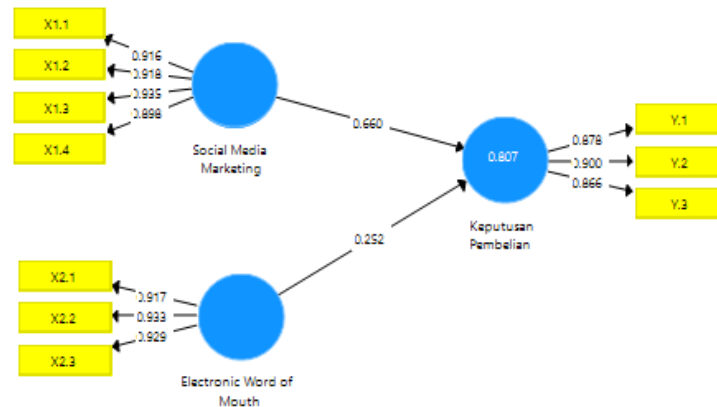 X1.1
X1.2
X1.3
X1.4
0.916
0.918
0.935
0.898
Social Media
Marketing
0.660
0.807
Keputusan
Pembelian
0.878
0.900
0.866
Y.1
Y.2
Y.3
0.252
X2.1
X2.2
X2.3
0.917
0.933
0.929
Electronic Word of
Mouth